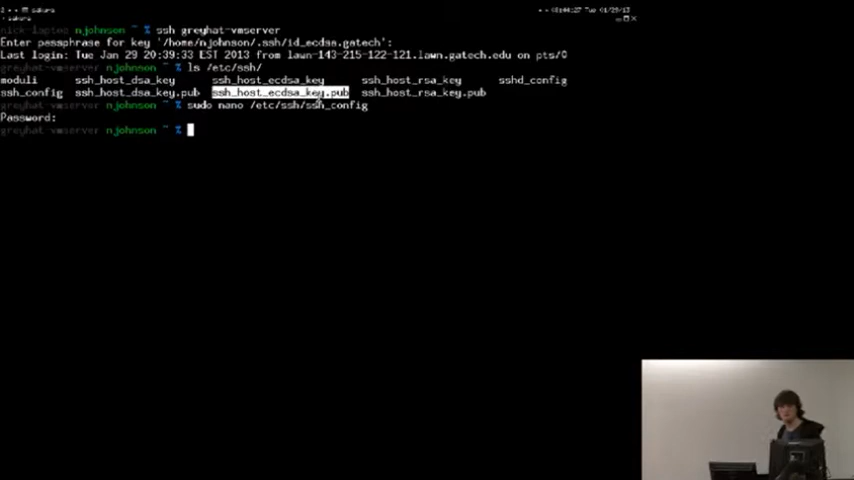 nick-laptop njohnson ~ % ssh greyhat-vmserver
Enter passphrase for key '/home/njohnson/.ssh/id_ecdsa.gatech':
Last login: Tue Jan 29 20:39:33 EST 2013 from lawn-143-215-122-121.lawn.gatech.edu on pts/0
greyhat-vmserver njohnson ~ % ls /etc/ssh/
moduli ssh_host_dsa_key ssh_host_ecdsa_key ssh_host_rsa_key sshd_config
ssh_config ssh_host_dsa_key.pub ssh_host_ecdsa_key.pub ssh_host_rsa_key.pub
greyhat-vmserver njohnson ~ % sudo nano /etc/ssh/ssh_config
Password:
greyhat-vmserver njohnson ~ %